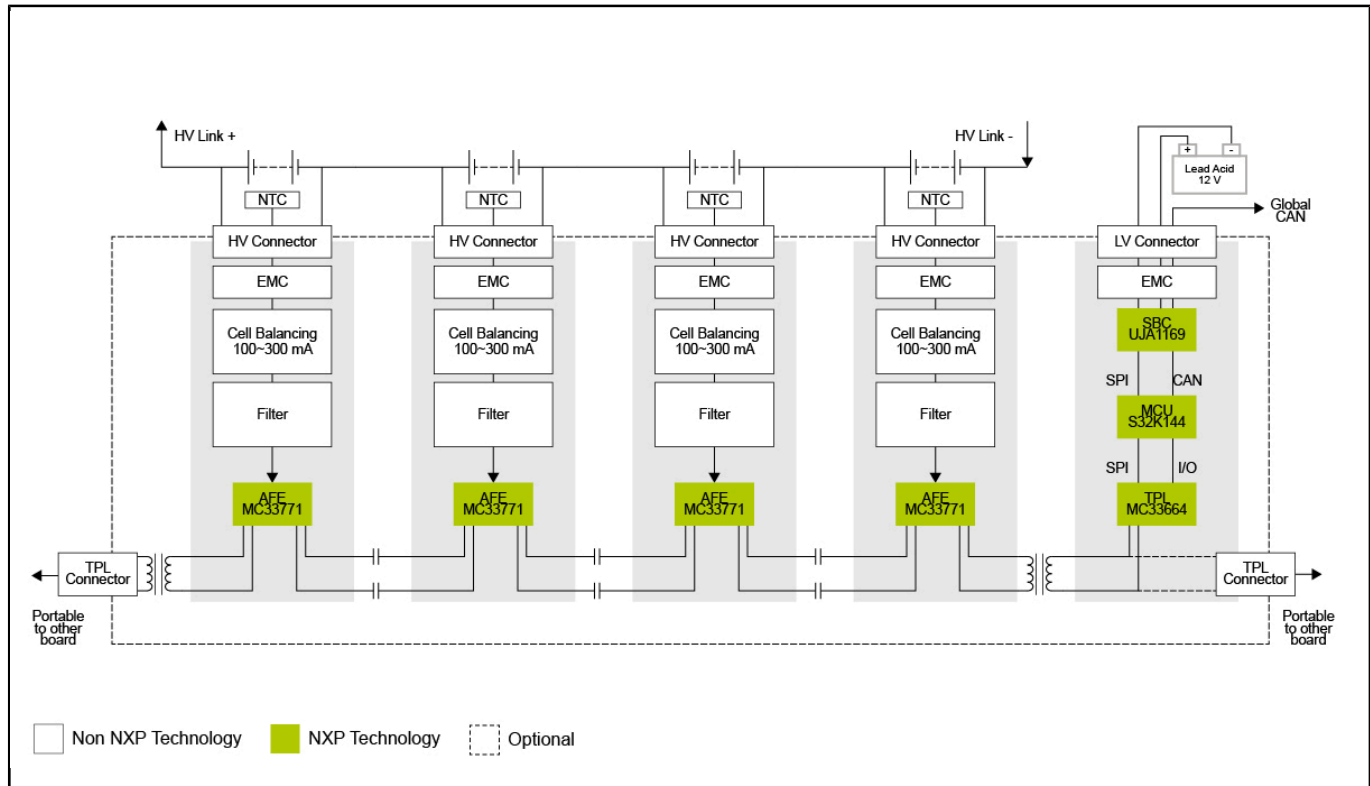 HV Link +
HV Link -
+
-
Lead Acid
12 V
Global
CAN
NTC
NTC
NTC
NTC
HV Connector
HV Connector
HV Connector
HV Connector
LV Connector
EMC
EMC
EMC
EMC
EMC
Cell Balancing
100~300 mA
Cell Balancing
100~300 mA
Cell Balancing
100~300 mA
Cell Balancing
100~300 mA
SBC
UJA1169
SPI
CAN
Filter
Filter
Filter
Filter
MCU
S32K144
SPI
I/O
AFE
MC33771
AFE
MC33771
AFE
MC33771
AFE
MC33771
TPL
MC33664
TPL
Connector
TPL
Connector
Portable
to other
board
Portable
to other
board
Non NXP Technology
NXP Technology
Optional